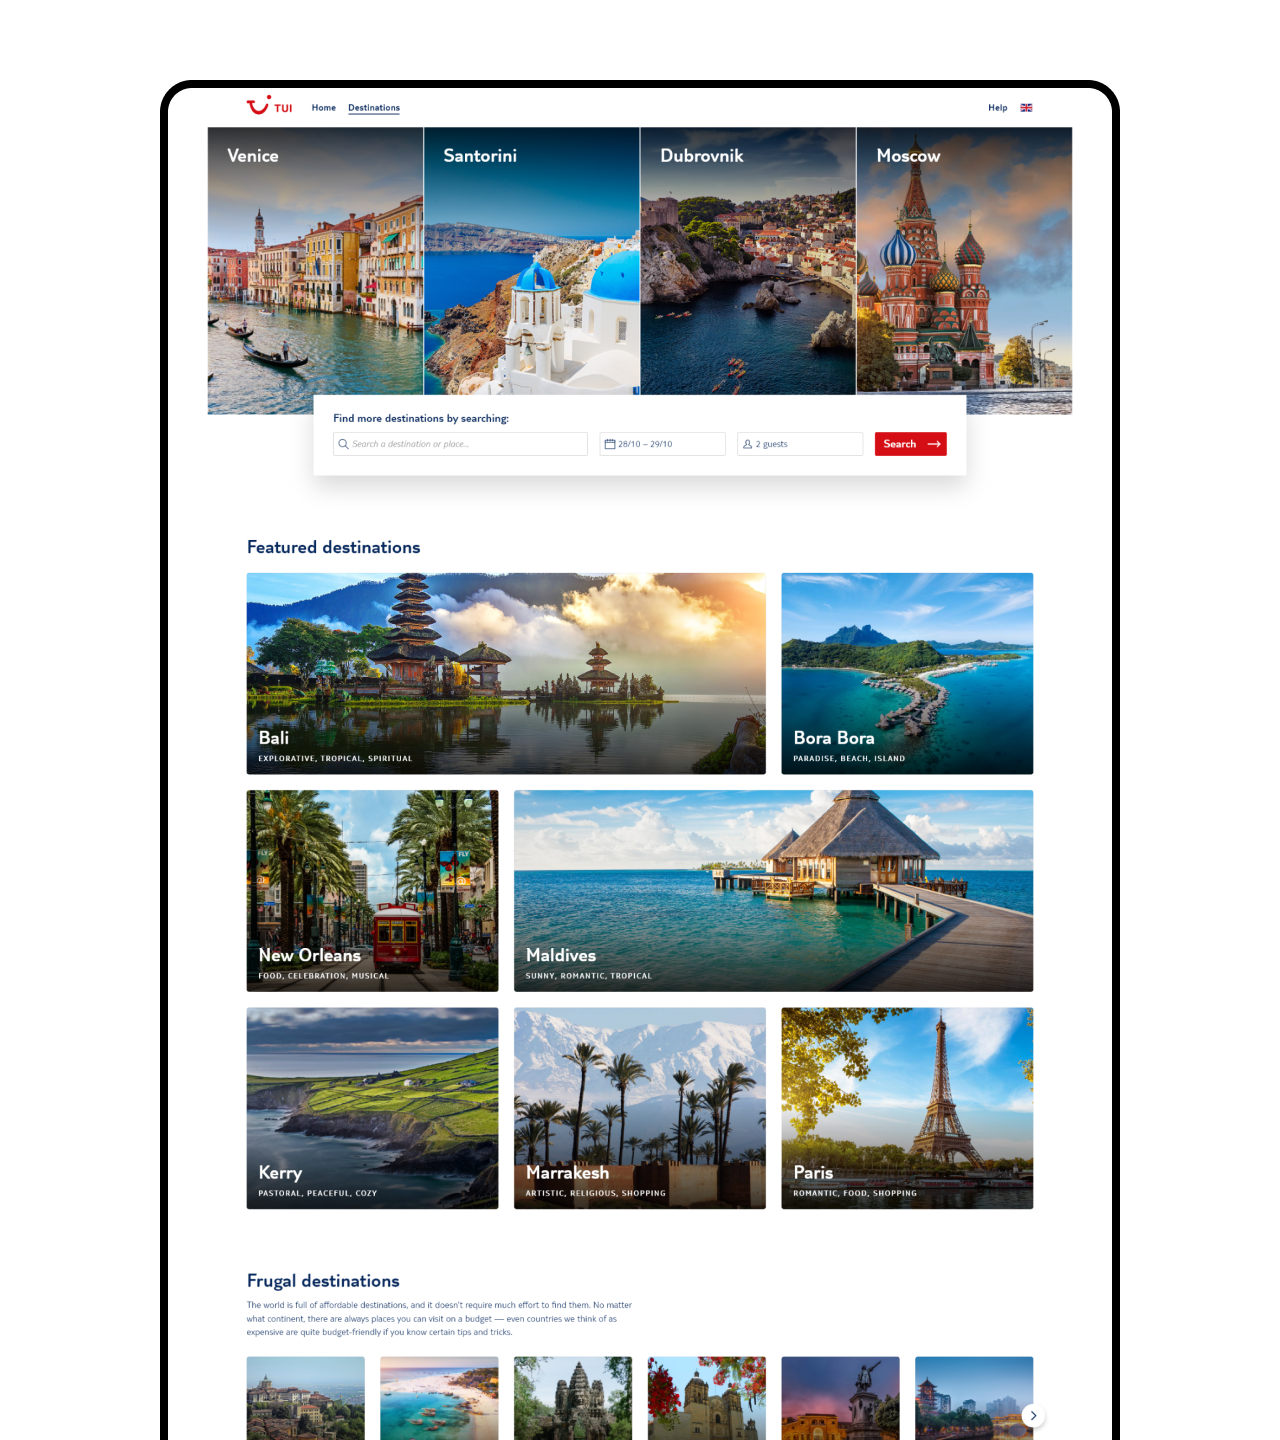 TUI Home Destinations Help
Venice Santorini Dubrovnik Moscow
Find more destinations by searching:
Search a destination or place... 28/10 – 29/10 2 guests Search
Featured destinations
Bali
EXPLORATIVE, TROPICAL, SPIRITUAL
Bora Bora
PARADISE, BEACH, ISLAND
FLY FLY
New Orleans
FOOD, CELEBRATION, MUSICAL
Maldives
SUNNY, ROMANTIC, TROPICAL
Kerry
PASTORAL, PEACEFUL, COZY
Marrakesh
ARTISTIC, RELIGIOUS, SHOPPING
Paris
ROMANTIC, FOOD, SHOPPING
Frugal destinations
The world is full of affordable destinations, and it doesn't require much effort to find them. No matter
what continent, there are always places you can visit on a budget — even countries we think of as
expensive are quite budget-friendly if you know certain tips and tricks.